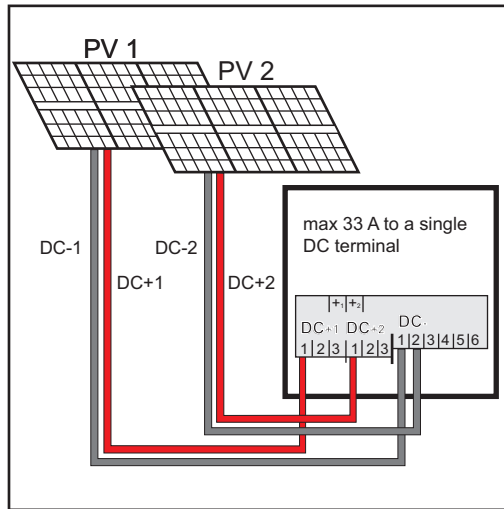 PV 1
PV 2
DC-1
DC+1
DC-2
DC+2
max 33 A to a single
DC terminal
+1 +2
DC+1 DC+2 DC-
1 2 3 1 2 3 1 2 3 4 5 6